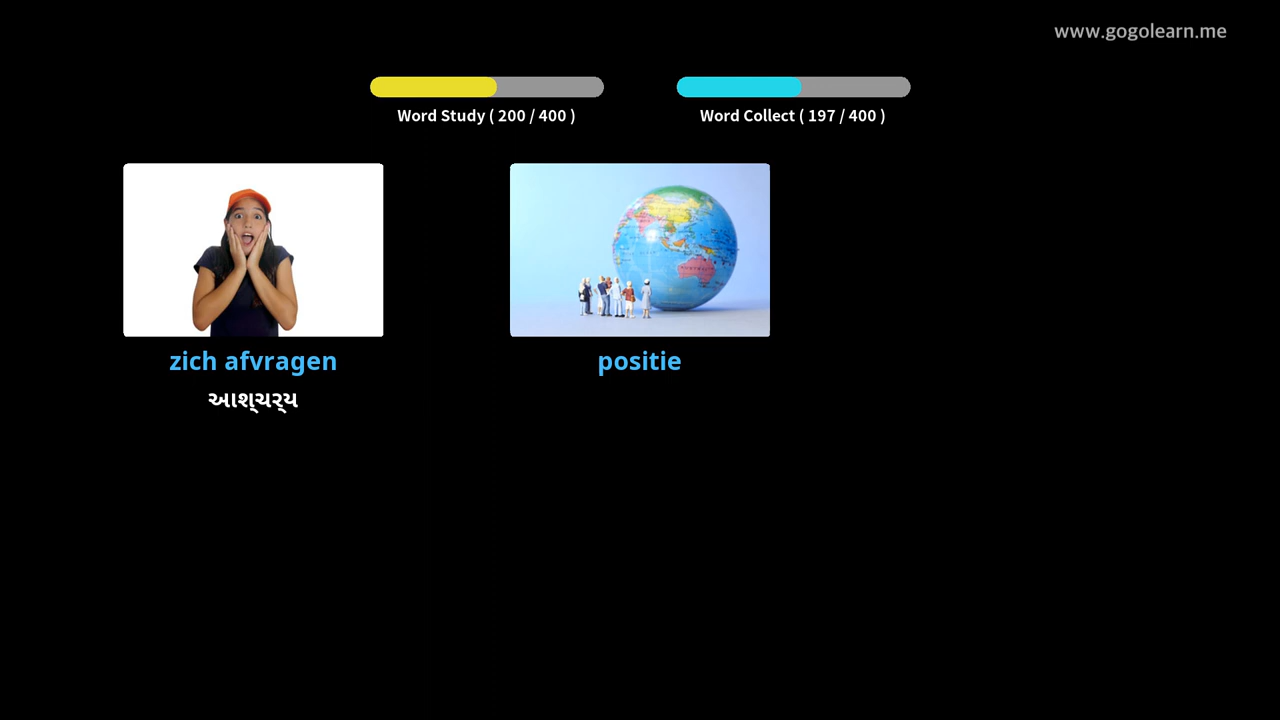 www.gogolearn.me
Word Study ( 200 / 400 )
Word Collect ( 197 / 400 )
zich afvragen
positie
આશ્ચર્ય